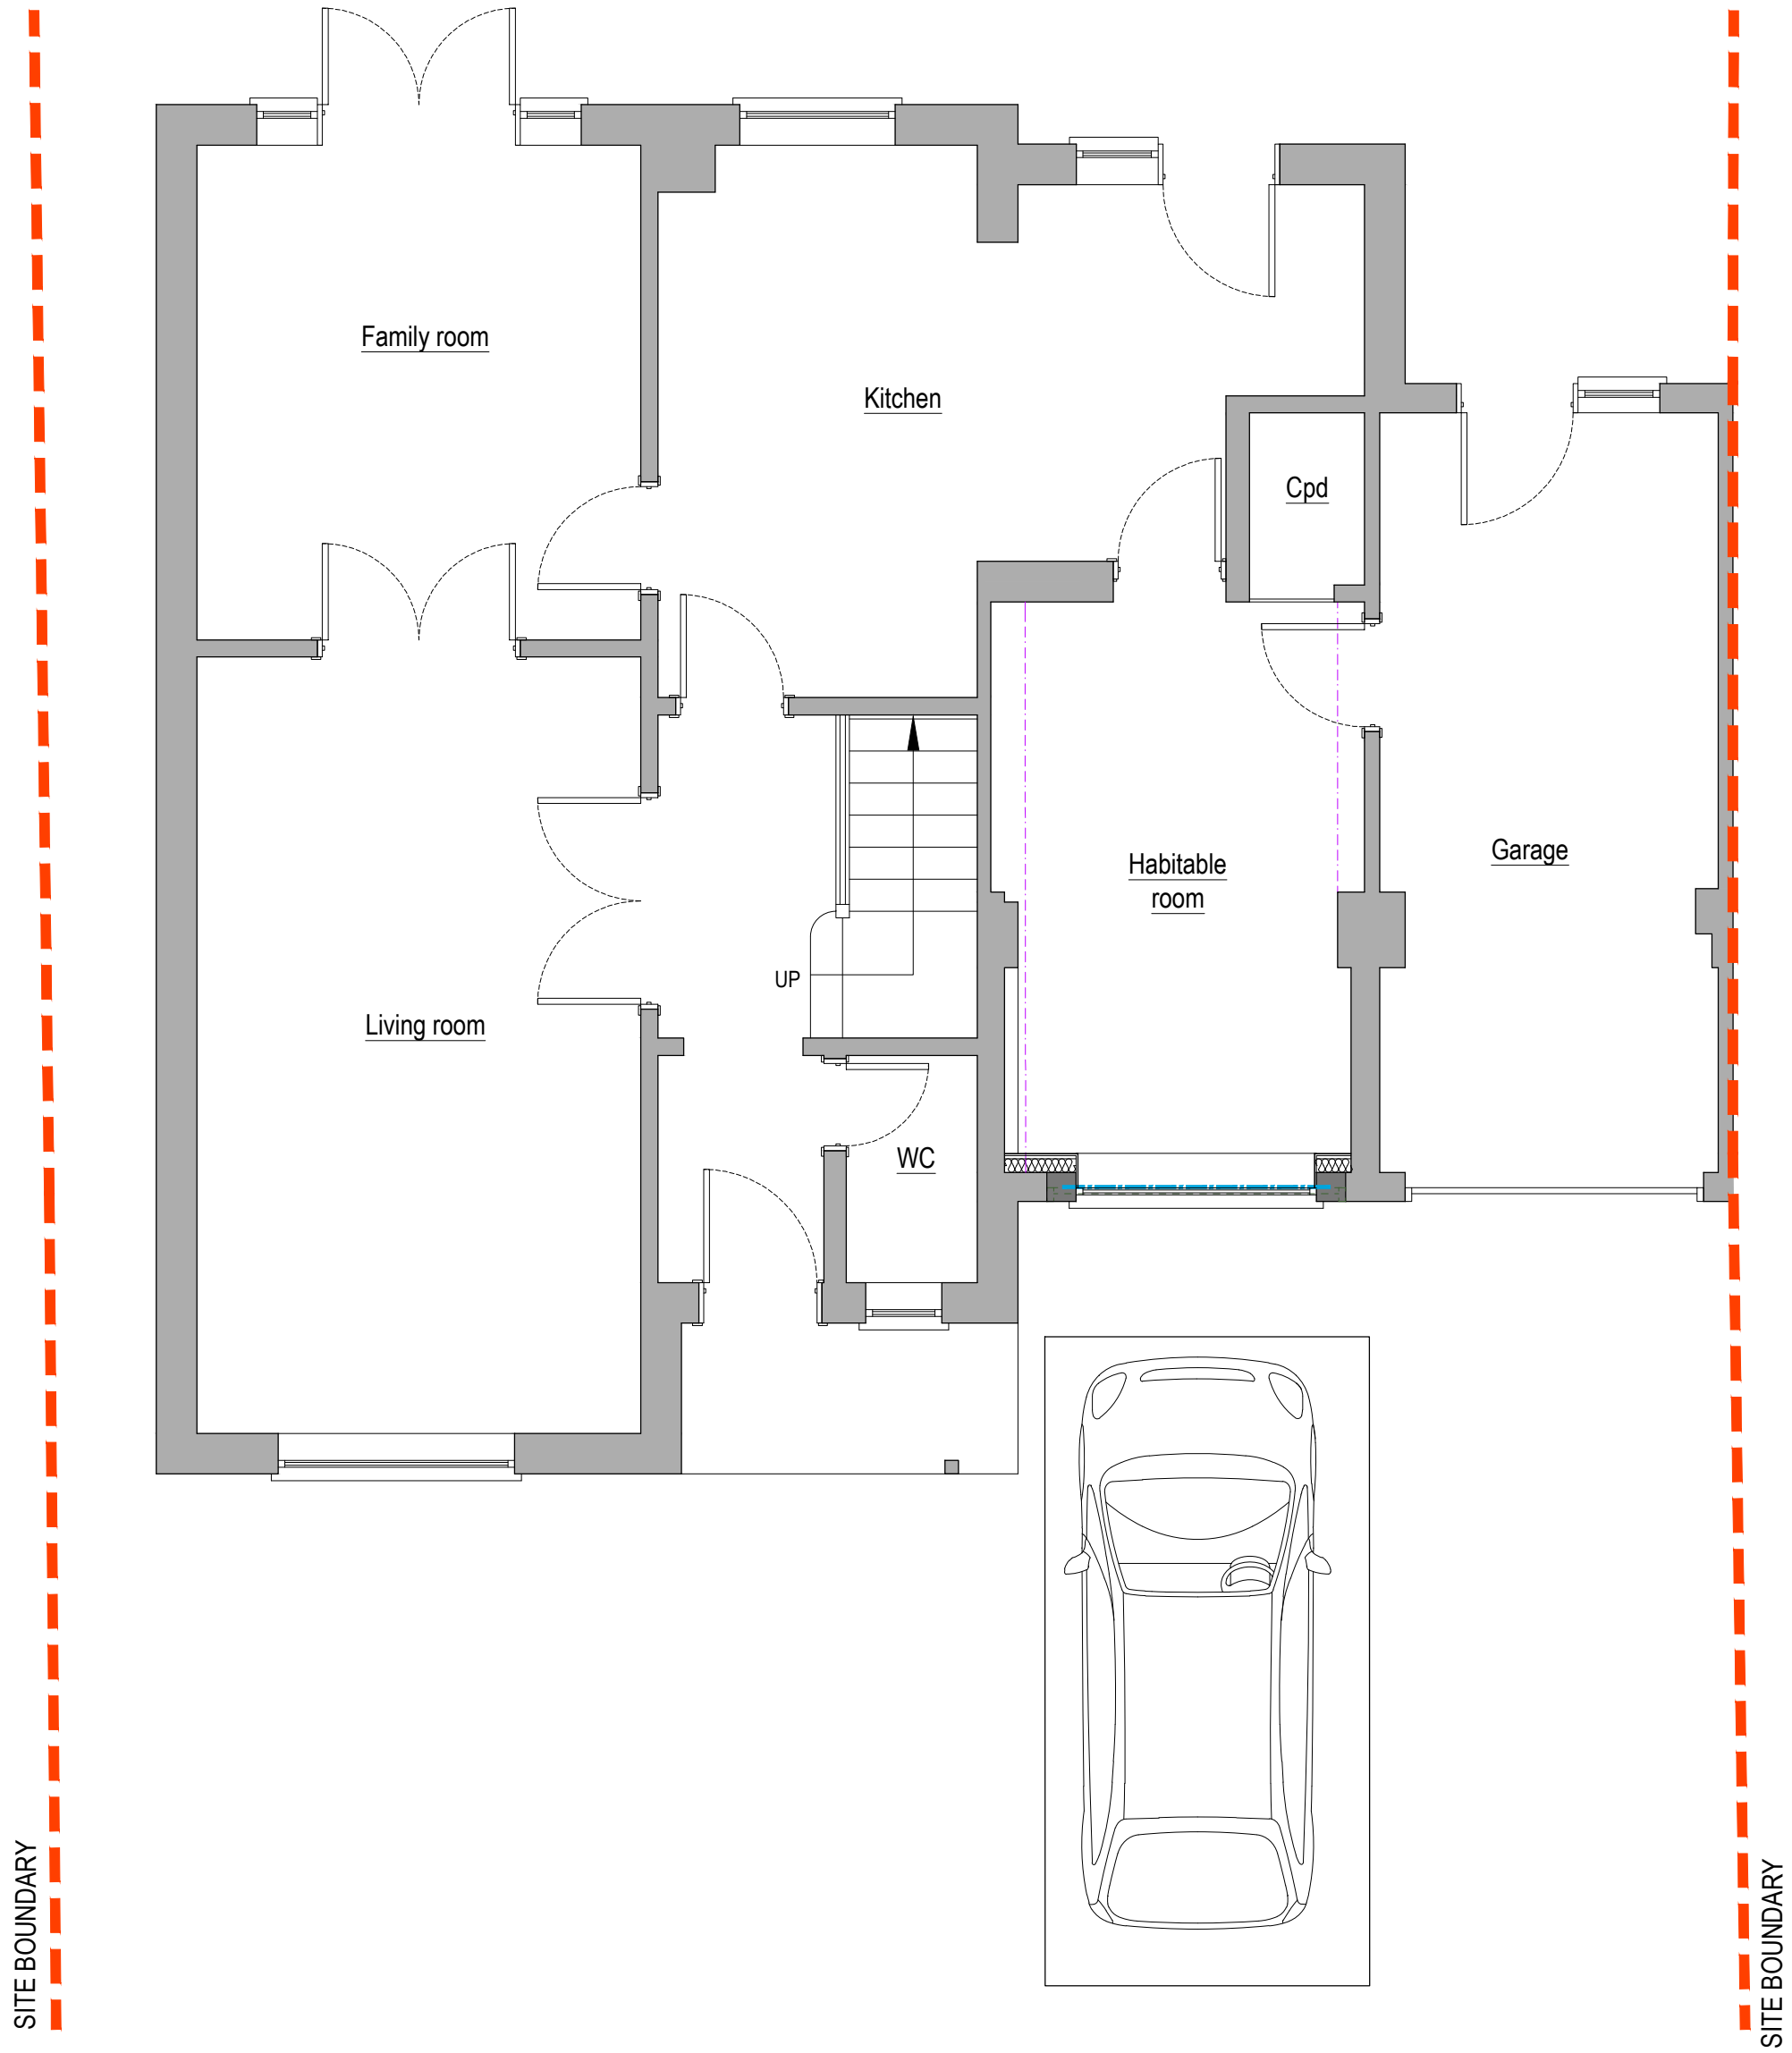 Family room
Kitchen
Cpd
Habitable
room
Garage
Living room
UP
WC
SITE BOUNDARY
SITE BOUNDARY